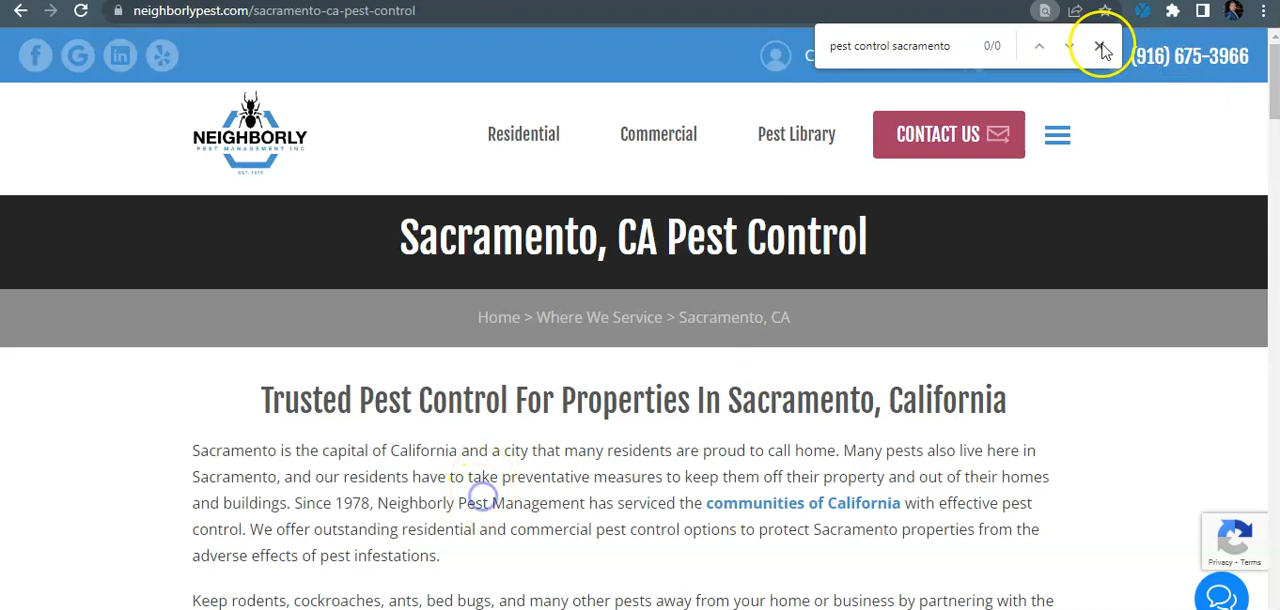 neighborlypest.com/sacramento-ca-pest-control
pest control sacramento 0/0
C
(916) 675-3966
NEIGHBORLY
PEST MANAGEMENT INC
EST. 1978
Residential
Commercial
Pest Library
CONTACT US
Sacramento, CA Pest Control
Home > Where We Service > Sacramento, CA
Trusted Pest Control For Properties In Sacramento, California
Sacramento is the capital of California and a city that many residents are proud to call home. Many pests also live here in
Sacramento, and our residents have to take preventative measures to keep them off their property and out of their homes
and buildings. Since 1978, Neighborly Pest Management has serviced the communities of California with effective pest
control. We offer outstanding residential and commercial pest control options to protect Sacramento properties from the
adverse effects of pest infestations.
Keep rodents, cockroaches, ants, bed bugs, and many other pests away from your home or business by partnering with the
Privacy - Terms